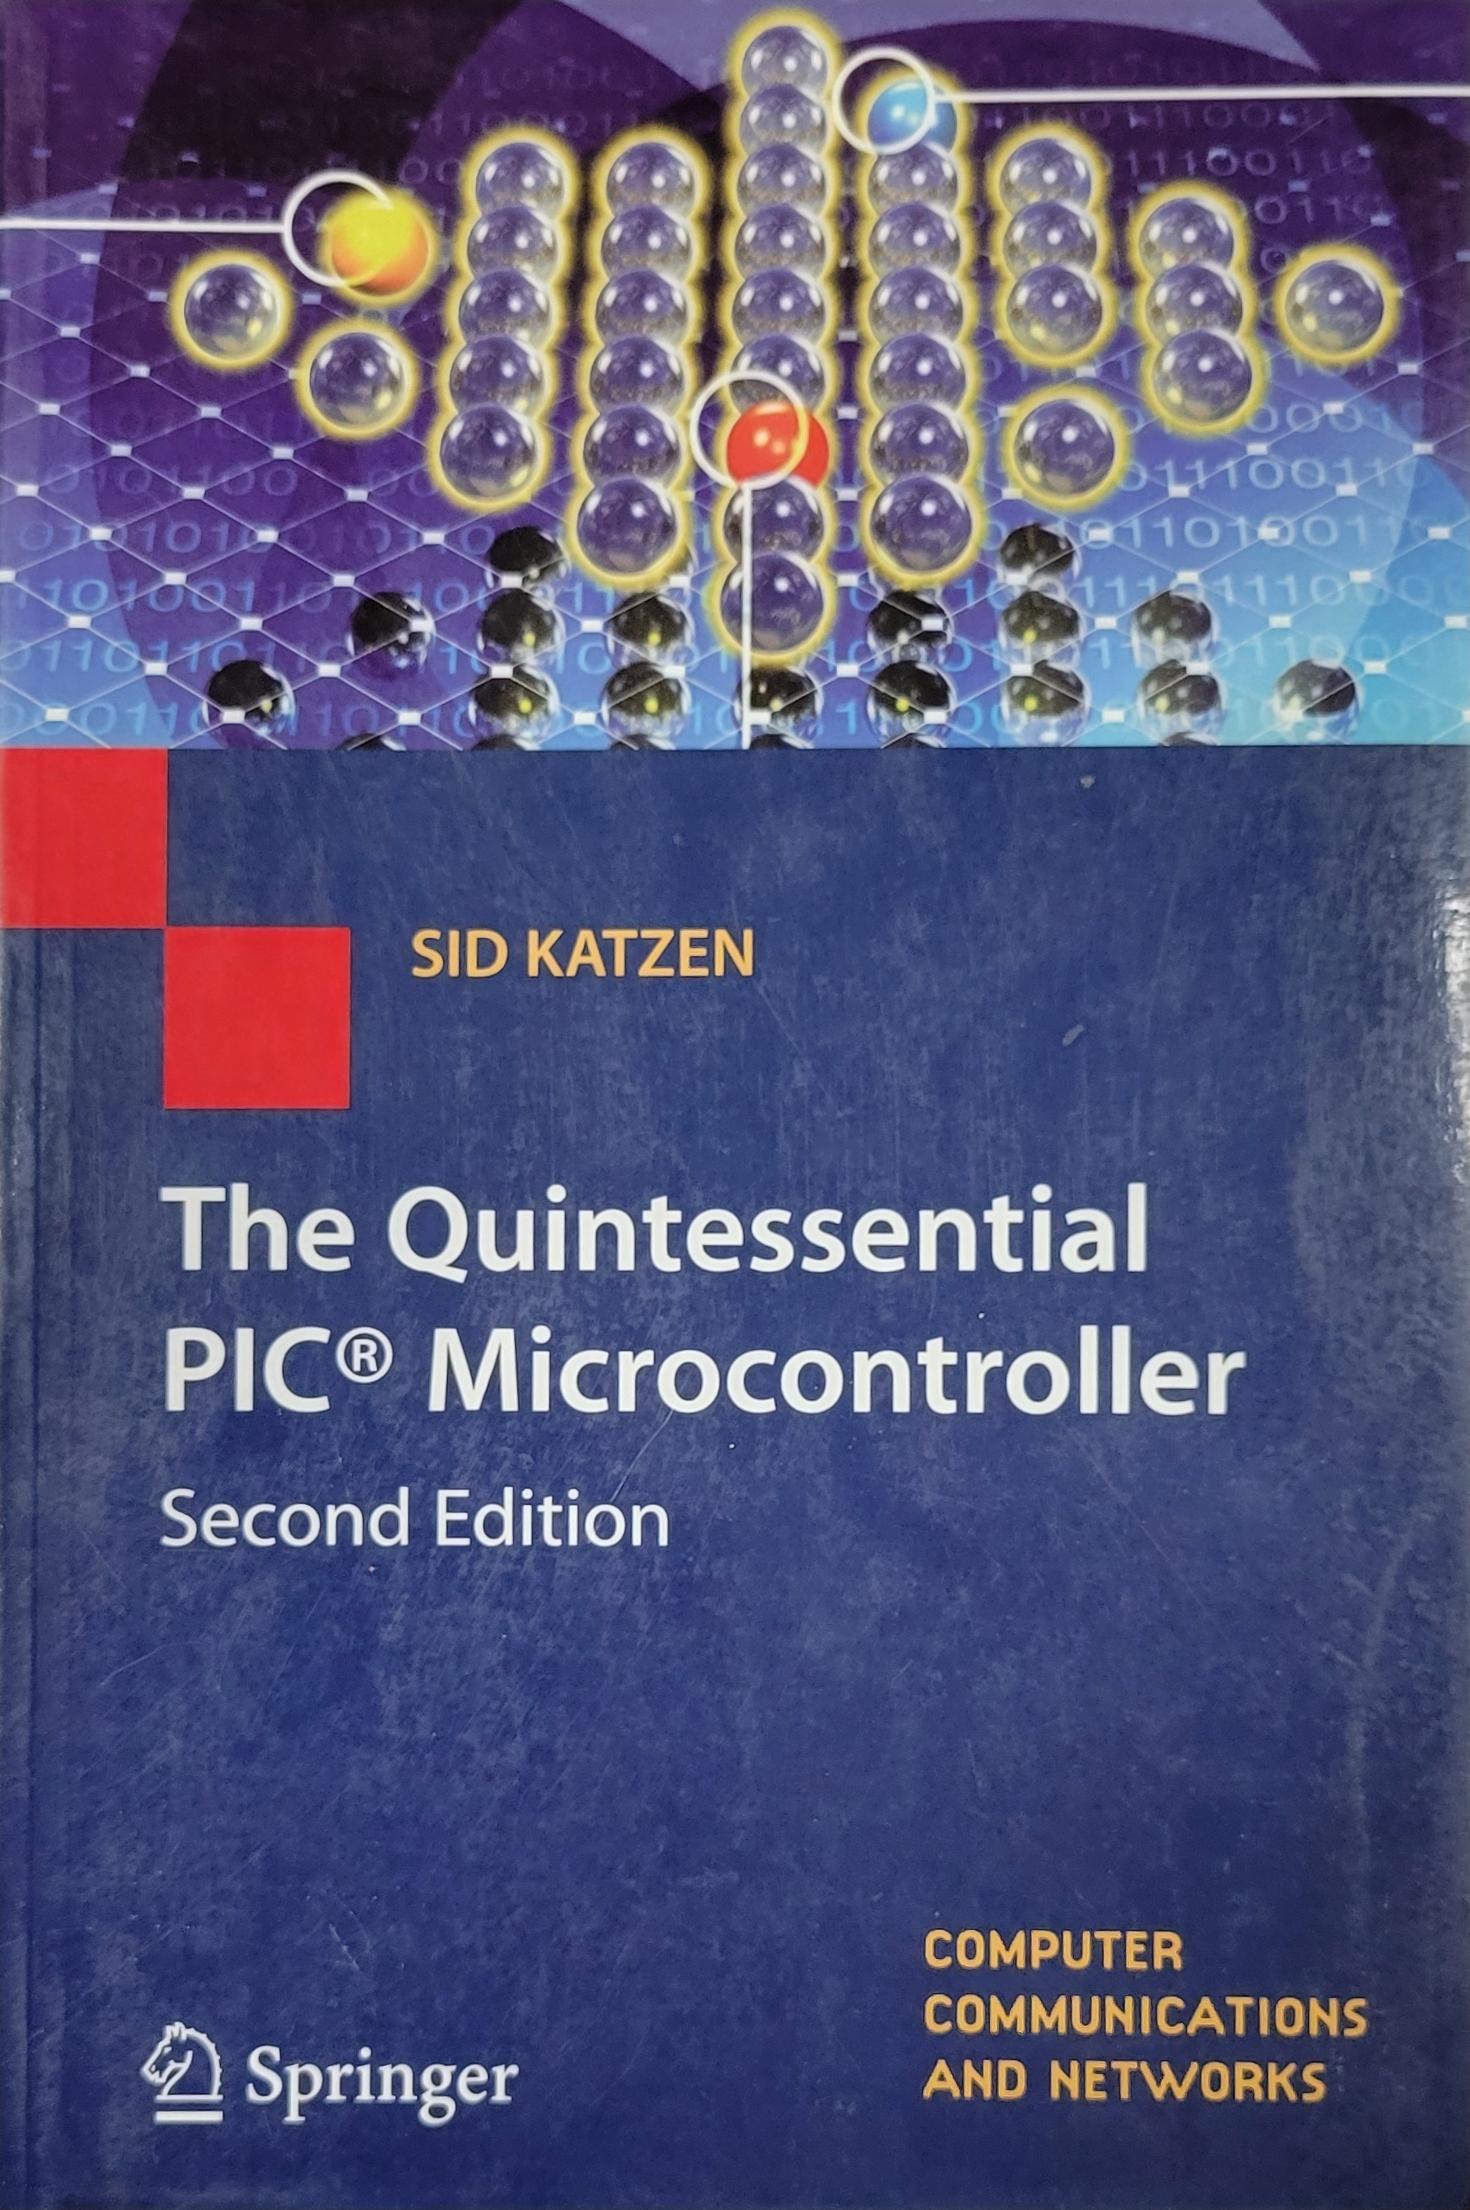 SID KATZEN
The Quintessential
PIC® Microcontroller
Second Edition
Springer
COMPUTER
COMMUNICATIONS
AND NETWORKS